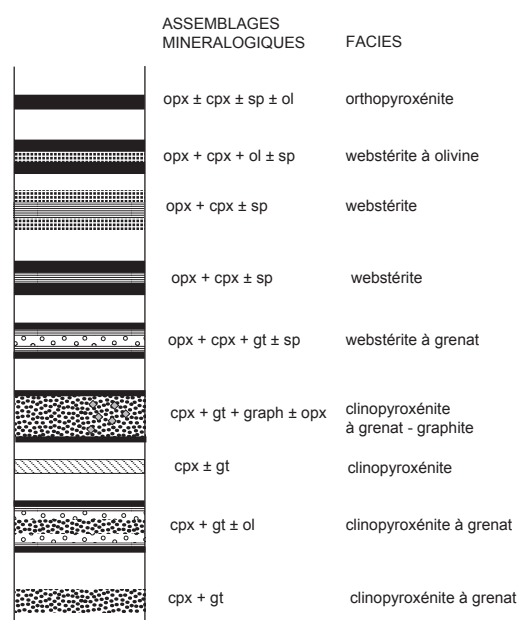 ASSEMBLAGES
MINERALOGIQUES FACIES
opx ± cpx ± sp ± ol orthopyroxénite
opx + cpx + ol ± sp webstérite à olivine
opx + cpx ± sp webstérite
opx + cpx ± sp webstérite
opx + cpx + gt ± sp webstérite à grenat
cpx + gt + graph ± opx clinopyroxénite
à grenat - graphite
cpx ± gt clinopyroxénite
cpx + gt ± ol clinopyroxénite à grenat
cpx + gt clinopyroxénite à grenat